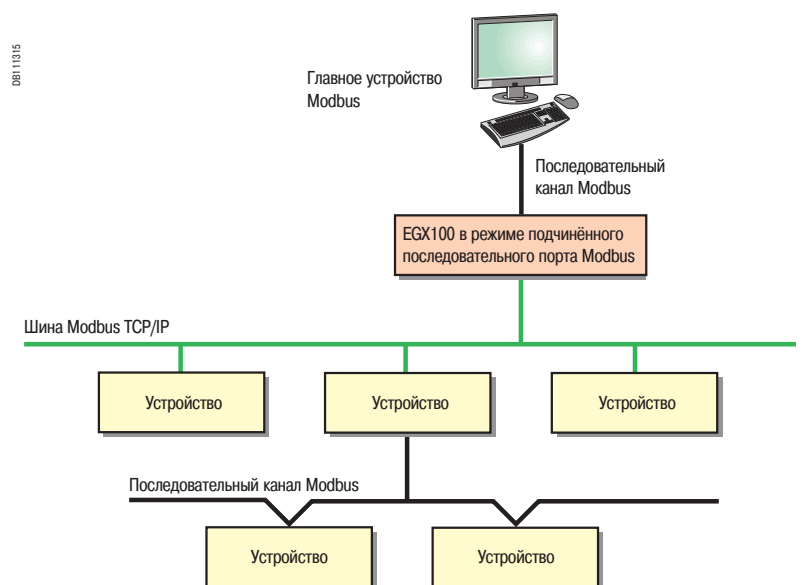 DB111315
Главное устройство
Modbus
Последовательный
канал Modbus
EGX100 в режиме подчинённого
последовательного порта Modbus
Шина Modbus TCP/IP
Устройство
Устройство
Устройство
Последовательный канал Modbus
Устройство
Устройство